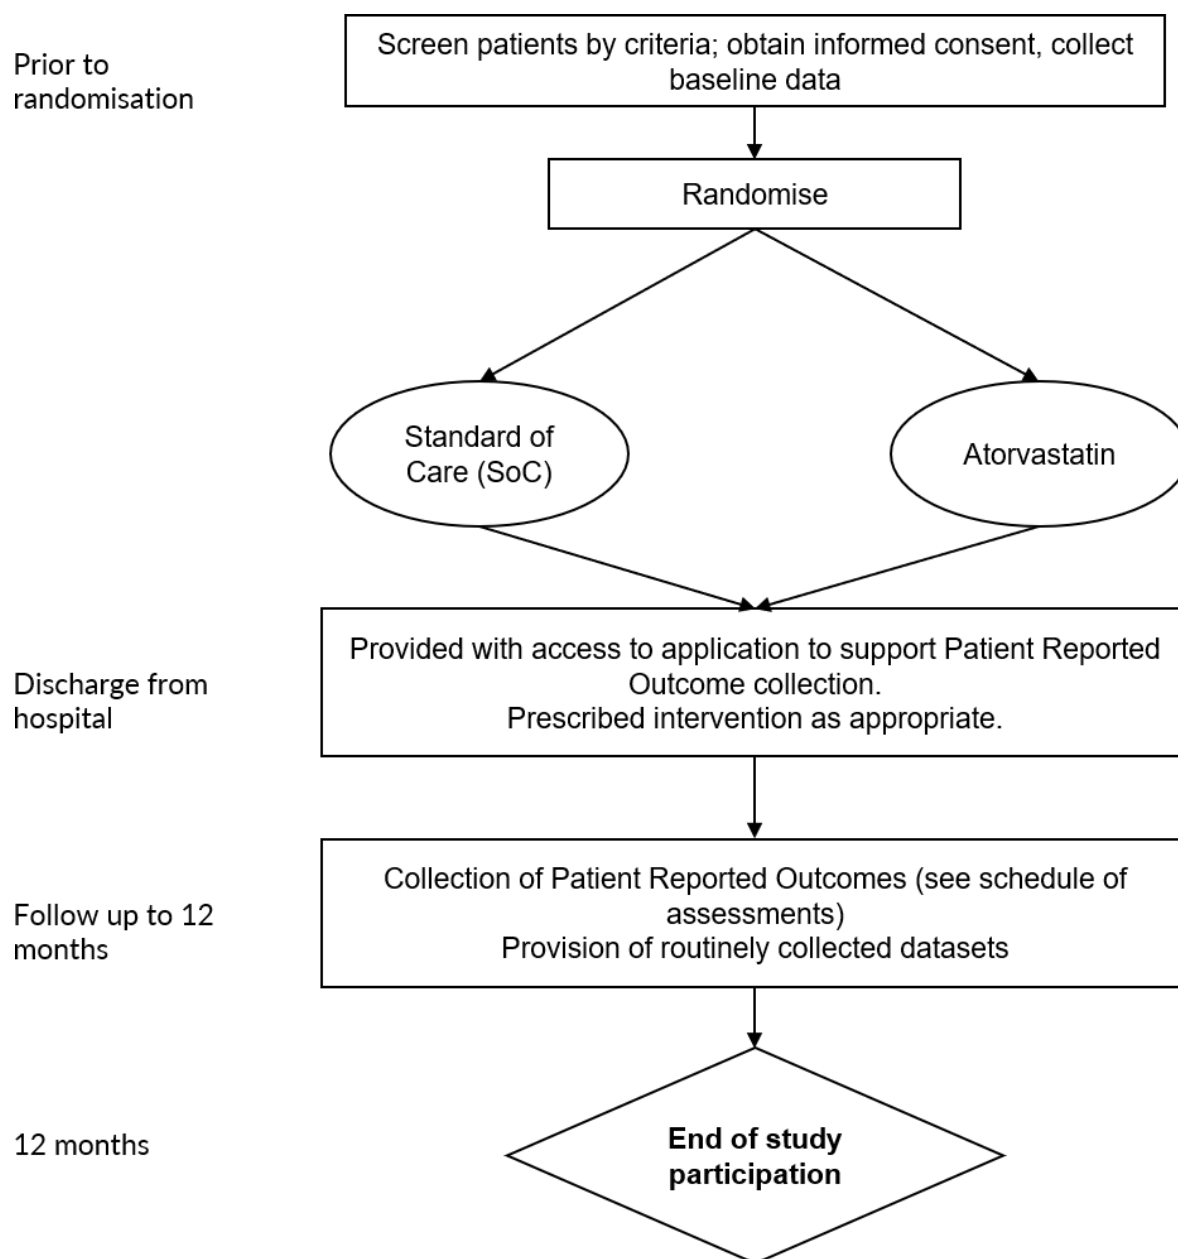 Prior to
randomisation
Screen patients by criteria; obtain informed consent, collect
baseline data
Randomise
Standard of
Care (SoC)
Atorvastatin
Discharge from
hospital
Provided with access to application to support Patient Reported
Outcome collection.
Prescribed intervention as appropriate.
Follow up to 12
months
Collection of Patient Reported Outcomes (see schedule of
assessments)
Provision of routinely collected datasets
12 months
End of study
participation